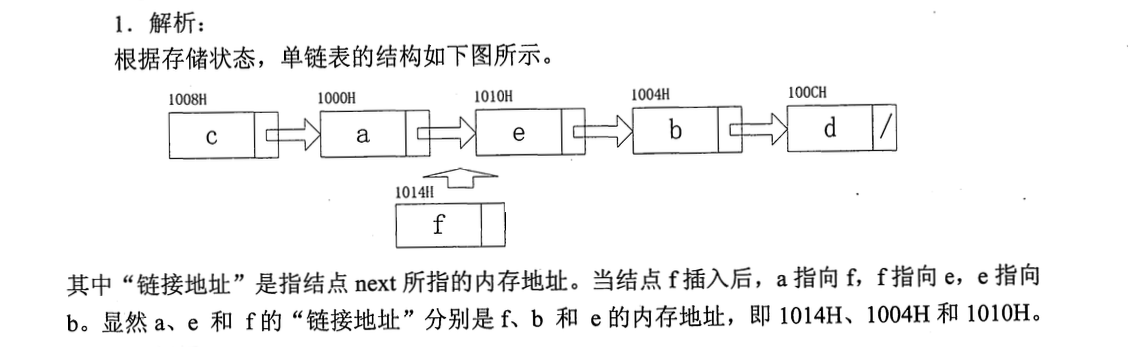 1. 解析：
根据存储状态，单链表的结构如下图所示。
1008H 1000H 1010H 1004H 100CH
c a e b d /
1014H
f
其中“链接地址”是指结点 next 所指的内存地址。当结点 f 插入后，a 指向 f，f 指向 e，e 指向
b。显然 a、e 和 f 的“链接地址”分别是 f、b 和 e 的内存地址，即 1014H、1004H 和 1010H。